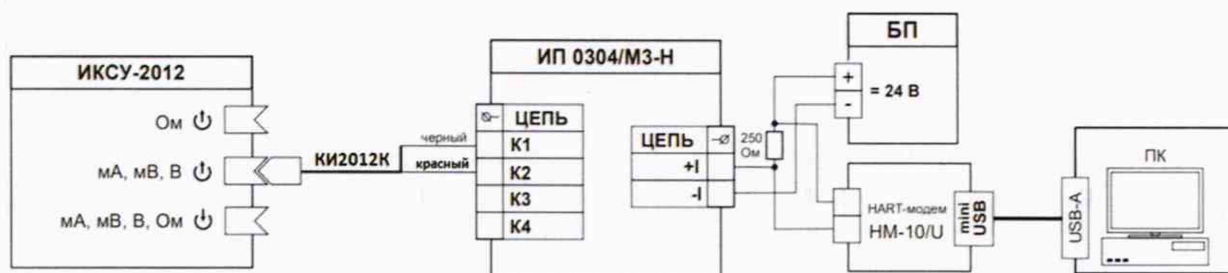 ИКСУ-2012
Ом
мА, мВ, В
мА, мВ, В, Ом
КИ2012К
черный
красный
ИП 0304/М3-Н
ЦЕПЬ
К1
К2
К3
К4
ЦЕПЬ
+I
-I
250
Ом
БП
+
-
= 24 В
HART-модем
НМ-10/U
mini
USB
USB-A
ПК